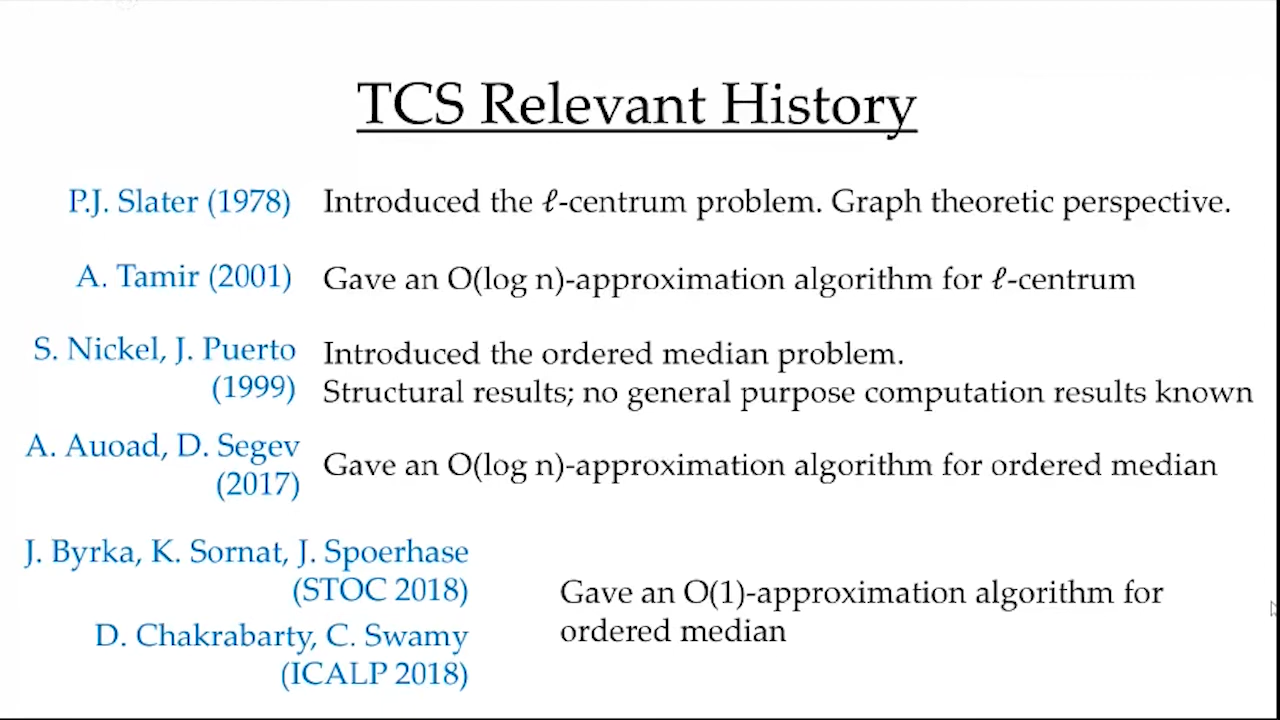 TCS Relevant History
P.J. Slater (1978)
Introduced the ℓ-centrum problem. Graph theoretic perspective.
A. Tamir (2001)
Gave an O(log n)-approximation algorithm for ℓ-centrum
S. Nickel, J. Puerto
(1999)
Introduced the ordered median problem.
Structural results; no general purpose computation results known
A. Auoad, D. Segev
(2017)
Gave an O(log n)-approximation algorithm for ordered median
J. Byrka, K. Sornat, J. Spoerhase
(STOC 2018)
D. Chakrabarty, C. Swamy
(ICALP 2018)
Gave an O(1)-approximation algorithm for
ordered median